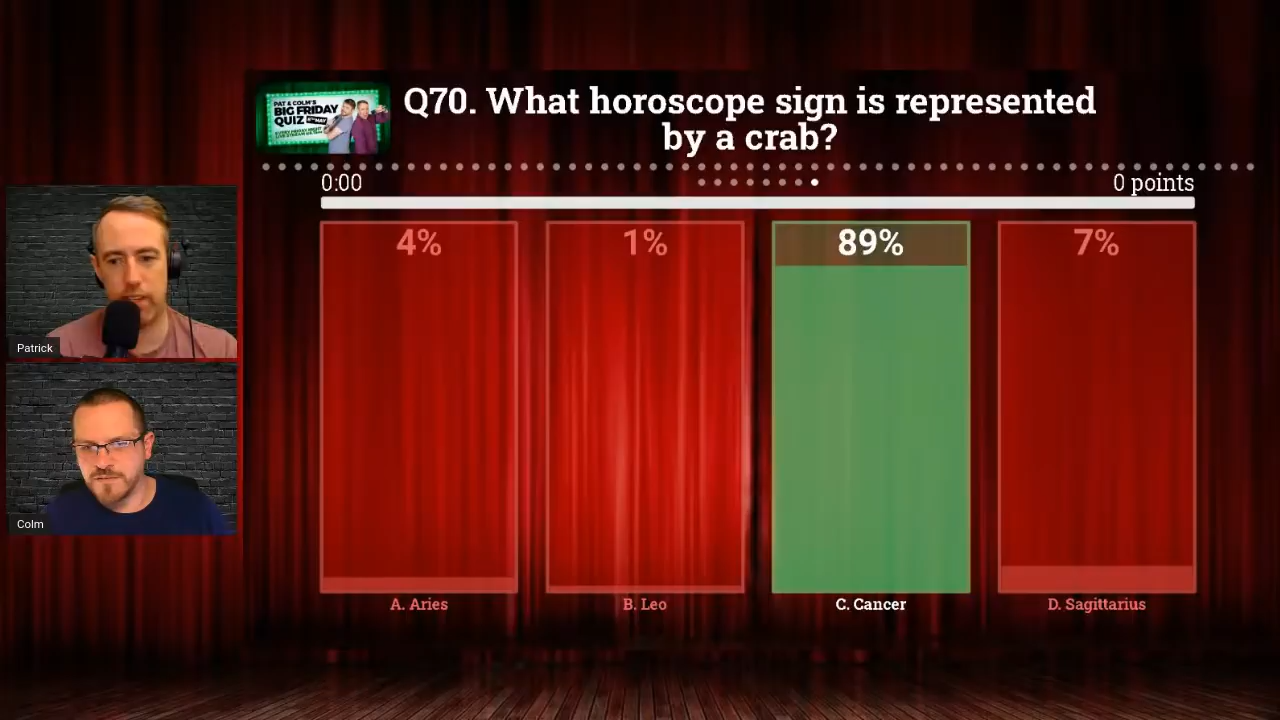 PAT & COLM'S
BIG FRIDAY
QUIZ
Q70. What horoscope sign is represented
by a crab?
0:00
0 points
4%
1%
89%
7%
A. Aries
B. Leo
C. Cancer
D. Sagittarius
Patrick
Colm